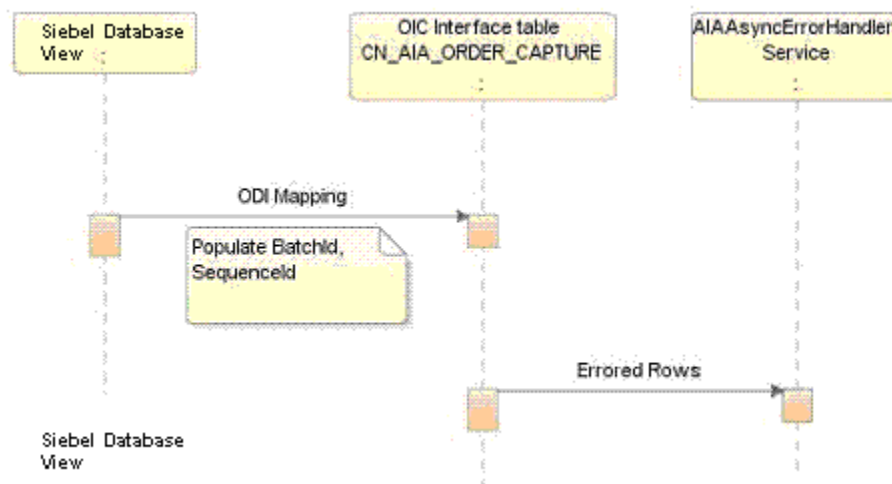 Siebel Database
View
OIC Interface table
CN_AIA_ORDER_CAPTURE
AIAAsyncErrorHandler
Service
ODI Mapping
Populate BatchId,
SequenceId
Errored Rows
Siebel Database
View